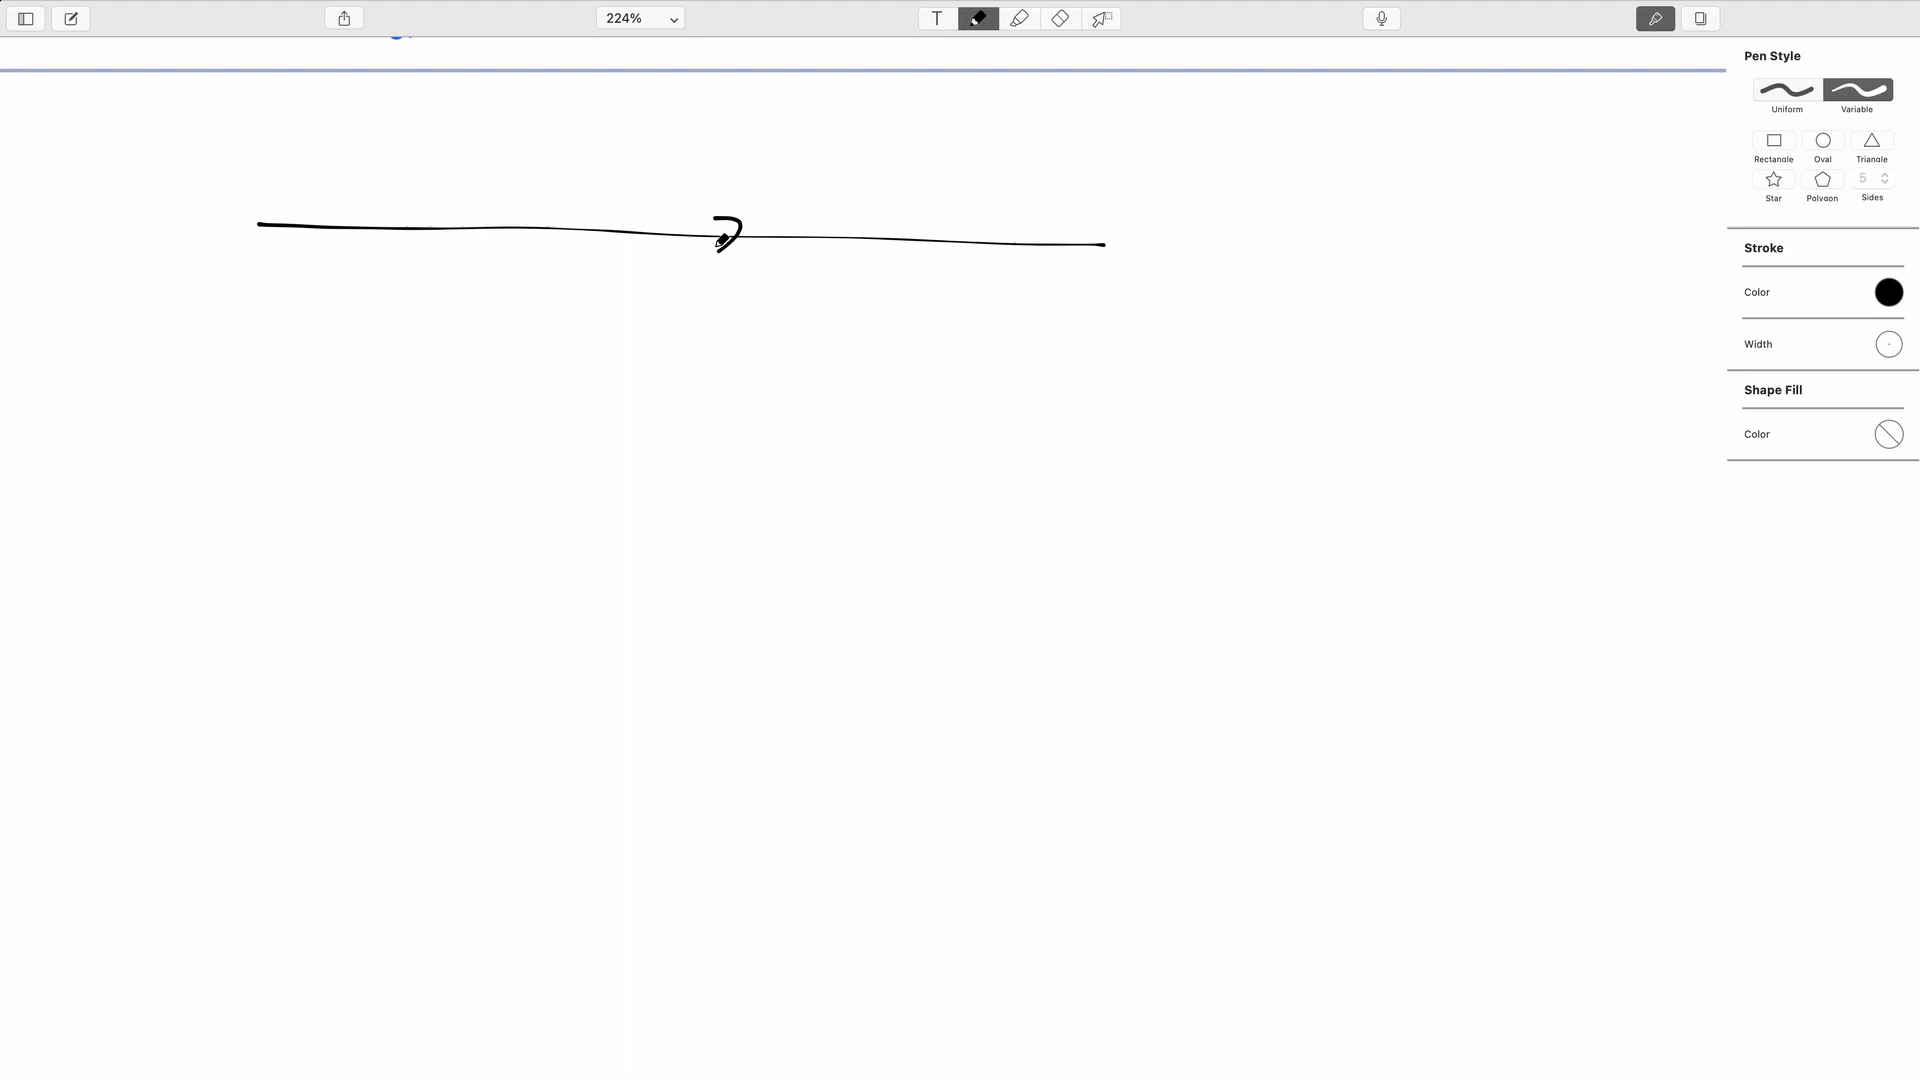 224%
T
Pen Style
Uniform Variable
Rectangle Oval Triangle
5
Star Polygon Sides
Stroke
Color
Width
Shape Fill
Color